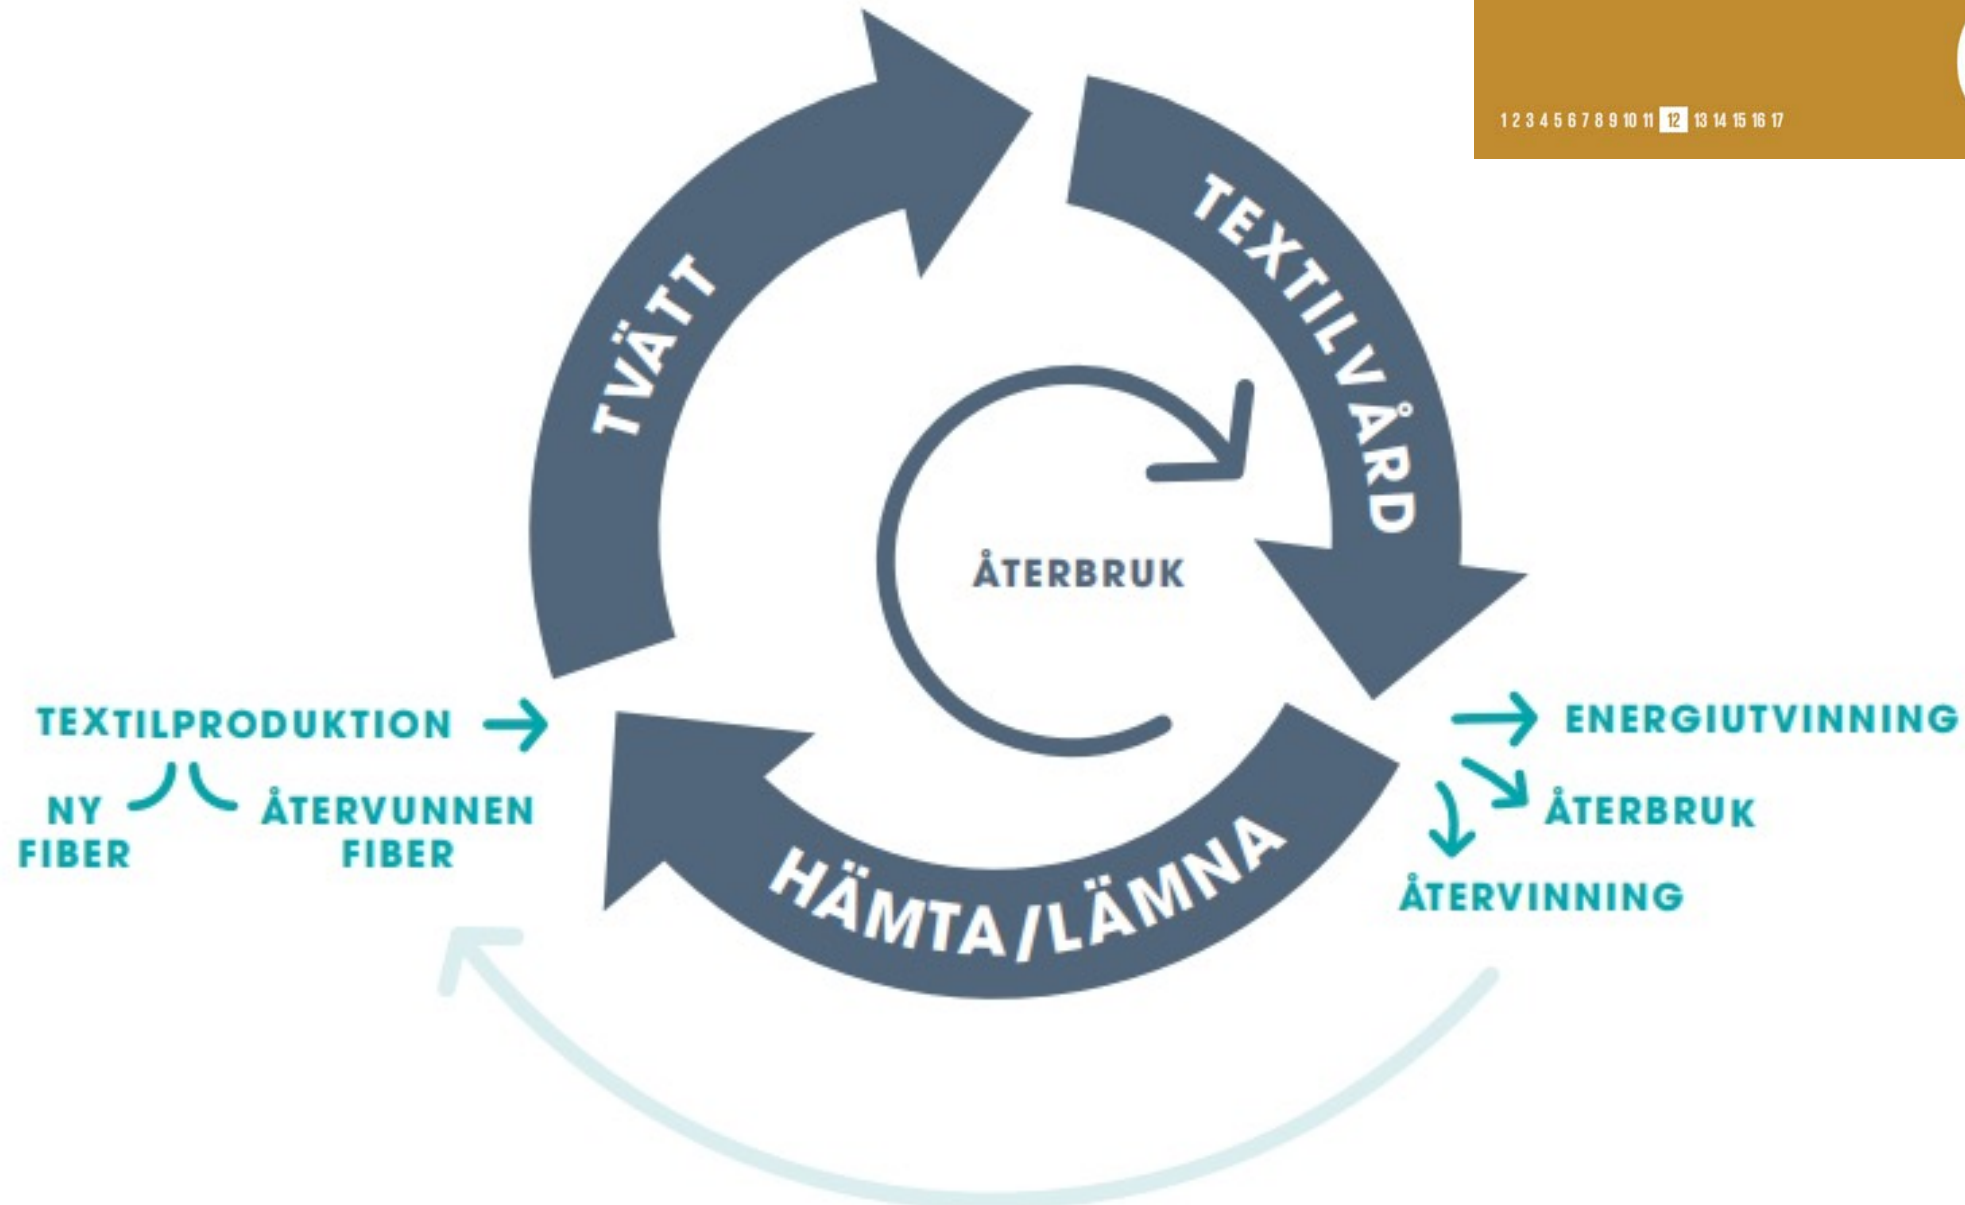 1 2 3 4 5 6 7 8 9 10 11 12 13 14 15 16 17
TVÄTT
TEXTILVÅRD
ÅTERBRUK
HÄMTA/LÄMNA
TEXTILPRODUKTION
NY
FIBER
ÅTERVUNNEN
FIBER
ENERGIUTVINNING
ÅTERBRUK
ÅTERVINNING